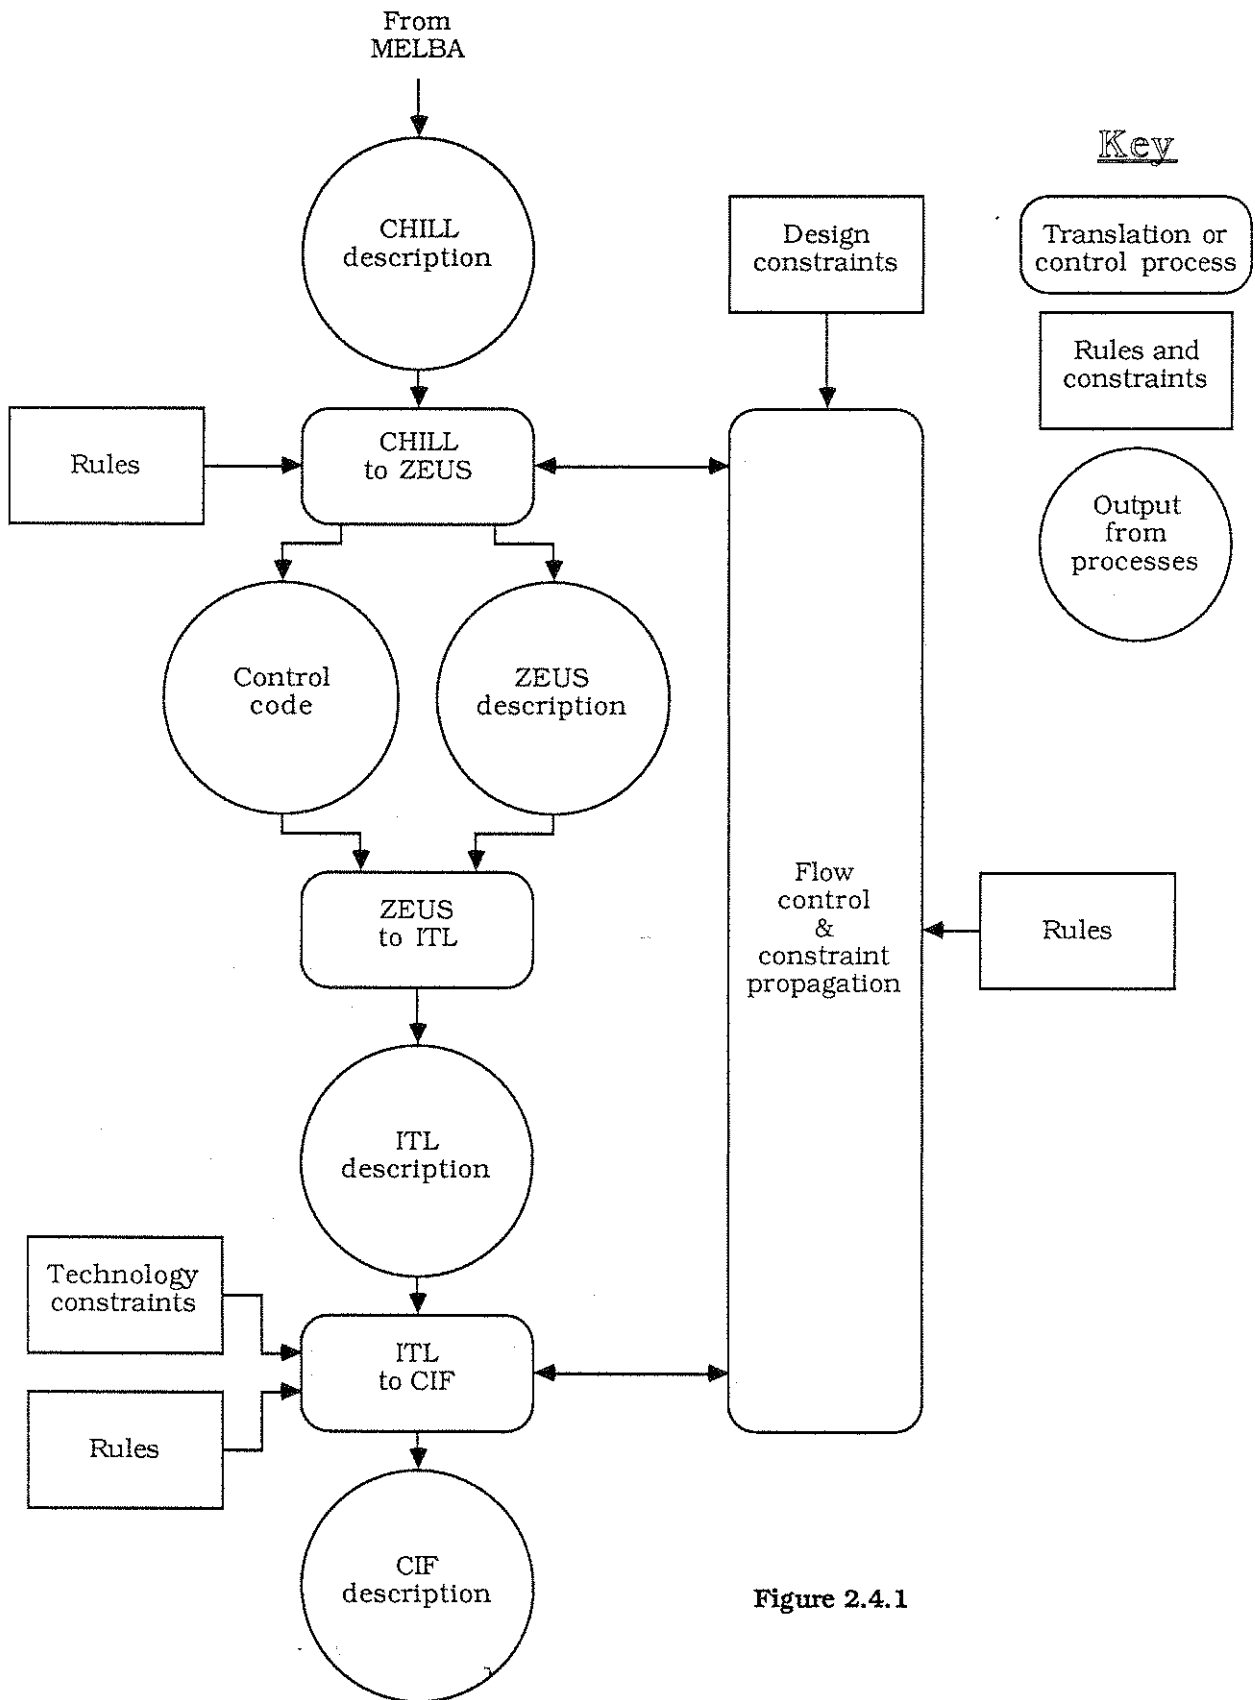 From
MELBA
CHILL
description
Key
Design
constraints
Translation or
control process
Rules and
constraints
Output
from
processes
Rules
CHILL
to ZEUS
Control
code
ZEUS
description
ZEUS
to ITL
Flow
control
&
constraint
propagation
Rules
ITL
description
Technology
constraints
ITL
to CIF
Rules
CIF
description
Figure 2.4.1